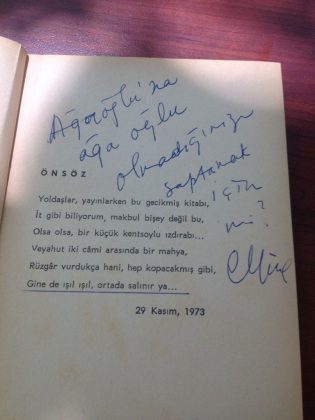 Ağaoğlu'na
ağa oğlu
olmadığınızı
saptamak
için
mi?
ÖNSÖZ
Yoldaşlar, yayınlarken bu gecikmiş kitabı,
İt gibi biliyorum, makbul bişey değil bu,
Olsa olsa, bir küçük kentsoylu ızdırabı...
Veyahut iki câmi arasında bir mahya,
Rüzgâr vurdukça hani, hep kopacakmış gibi,
Gine de ışıl ışıl, ortada salınır ya...
29 Kasım, 1973